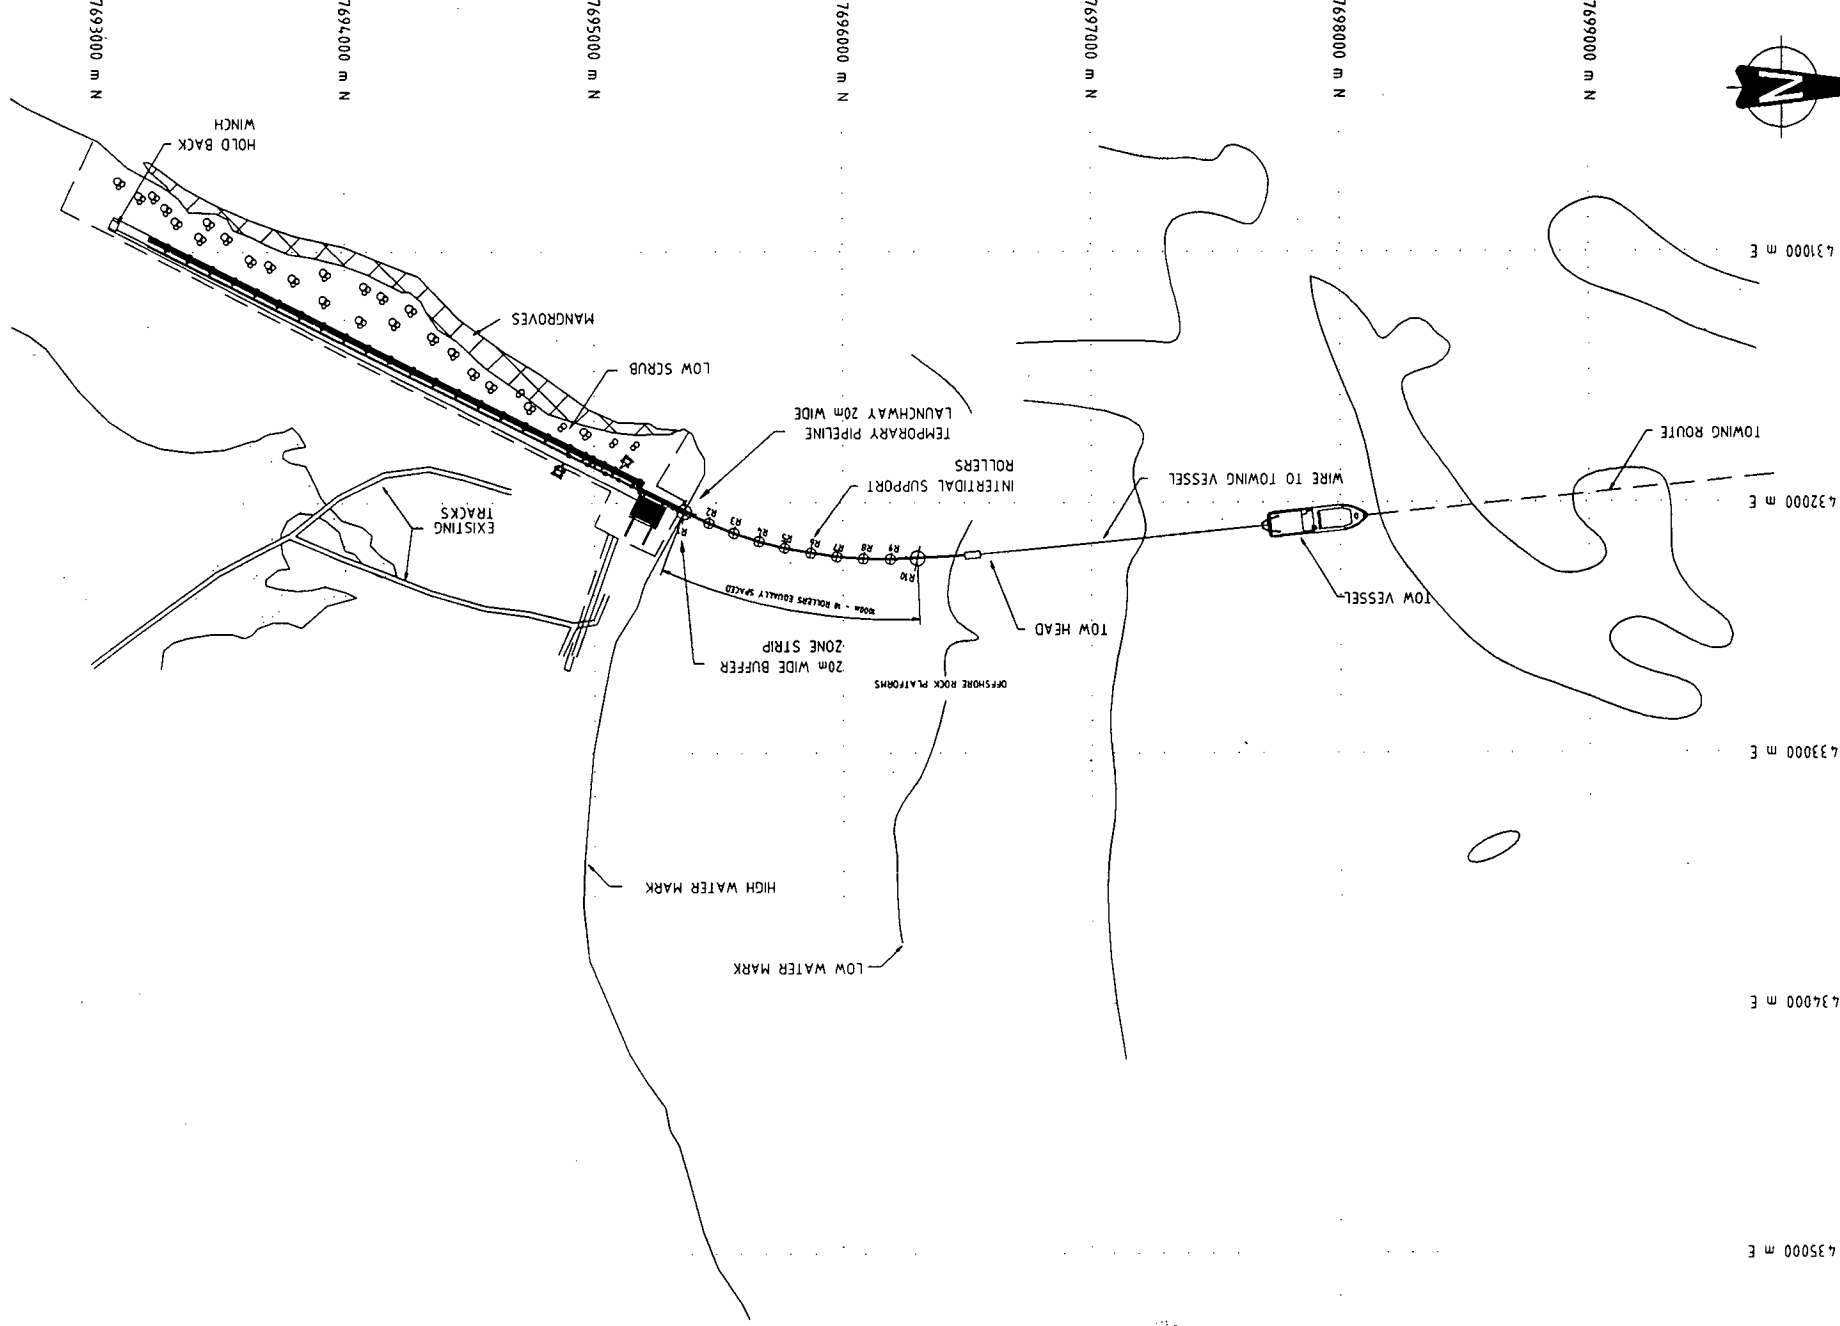 435000 m E
434000 m E
433000 m E
432000 m E
431000 m E
LOW WATER MARK
HIGH WATER MARK
OFFSHORE ROCK PLATFORMS
20m WIDE BUFFER
ZONE STRIP
TOW HEAD
TOW VESSEL
EXISTING
TRACKS
R10
R9
R8
R7
R6
R5
R4
R3
R2
R1
WIRE TO TOWING VESSEL
INTERTIDAL SUPPORT
ROLLERS
TOWING ROUTE
TEMPORARY PIPELINE
LAUNCHWAY 20m WIDE
LOW SCRUB
MANGROVES
HOLD BACK
WINCH
N
7699000 m N
7698000 m N
7697000 m N
7696000 m N
7695000 m N
7694000 m N
7693000 m N